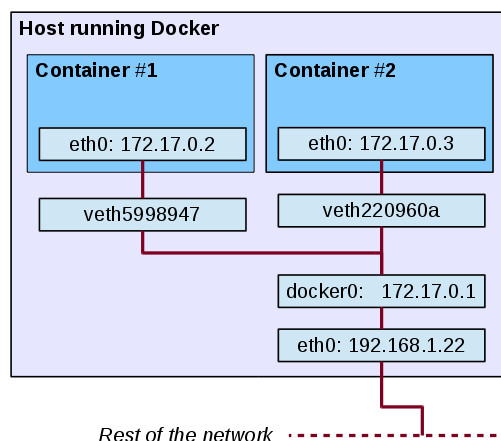 Host running Docker
Container #1
Container #2
eth0: 172.17.0.2
eth0: 172.17.0.3
veth5998947
veth220960a
docker0: 172.17.0.1
eth0: 192.168.1.22
Rest of the network